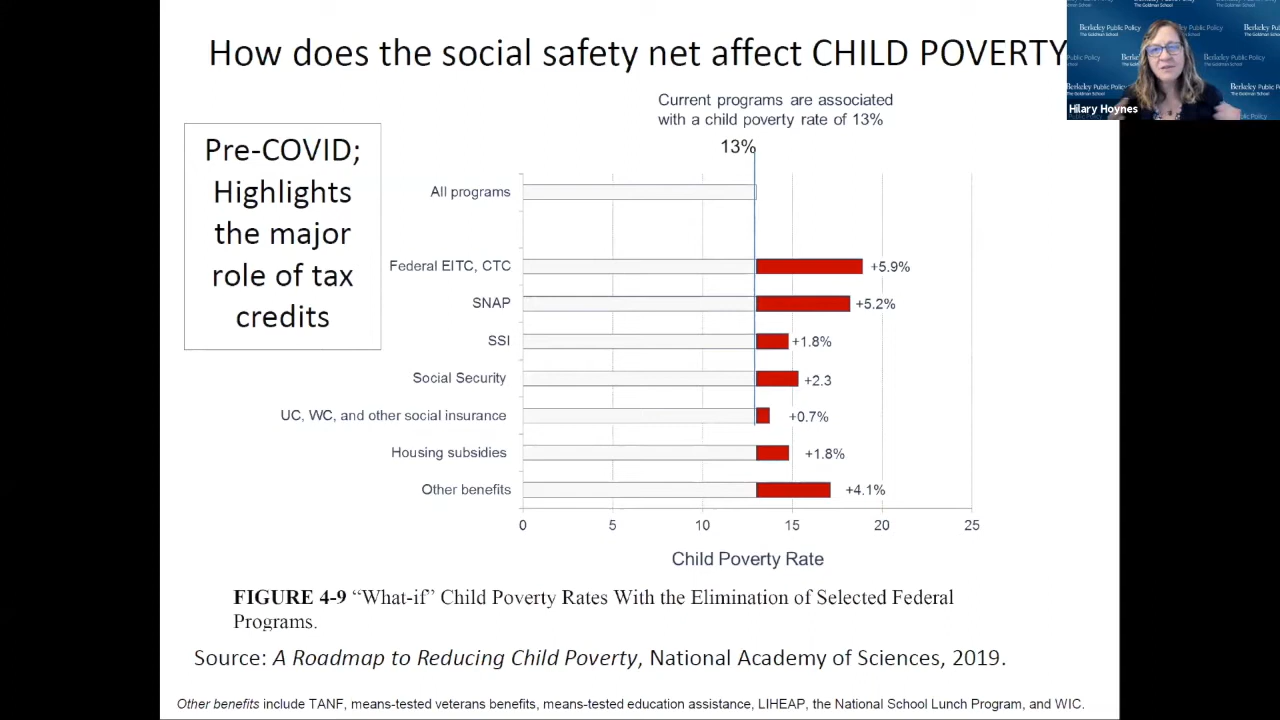 How does the social safety net affect CHILD POVERTY
Berkeley Public Policy
The Goldman School
Hilary Hoynes
Current programs are associated
with a child poverty rate of 13%
Pre-COVID;
Highlights
the major
role of tax
credits
13%
All programs
Federal EITC, CTC
+5.9%
SNAP
+5.2%
SSI
+1.8%
Social Security
+2.3
UC, WC, and other social insurance
+0.7%
Housing subsidies
+1.8%
Other benefits
+4.1%
0 5 10 15 20 25
Child Poverty Rate
FIGURE 4-9 “What-if” Child Poverty Rates With the Elimination of Selected Federal
Programs.
Source: A Roadmap to Reducing Child Poverty, National Academy of Sciences, 2019.
Other benefits include TANF, means-tested veterans benefits, means-tested education assistance, LIHEAP, the National School Lunch Program, and WIC.